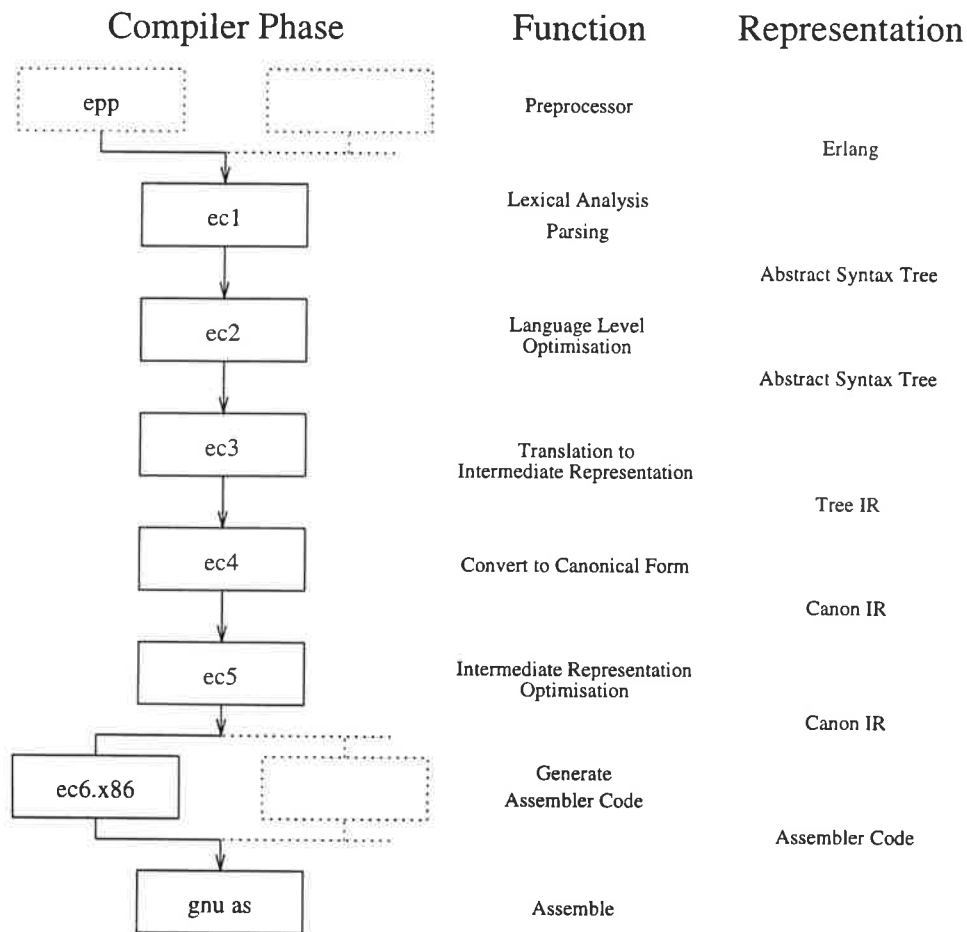 Compiler Phase
Function
Representation
epp
Preprocessor
Erlang
ec1
Lexical Analysis
Parsing
Abstract Syntax Tree
ec2
Language Level
Optimisation
Abstract Syntax Tree
ec3
Translation to
Intermediate Representation
Tree IR
ec4
Convert to Canonical Form
Canon IR
ec5
Intermediate Representation
Optimisation
Canon IR
ec6.x86
Generate
Assembler Code
Assembler Code
gnu as
Assemble